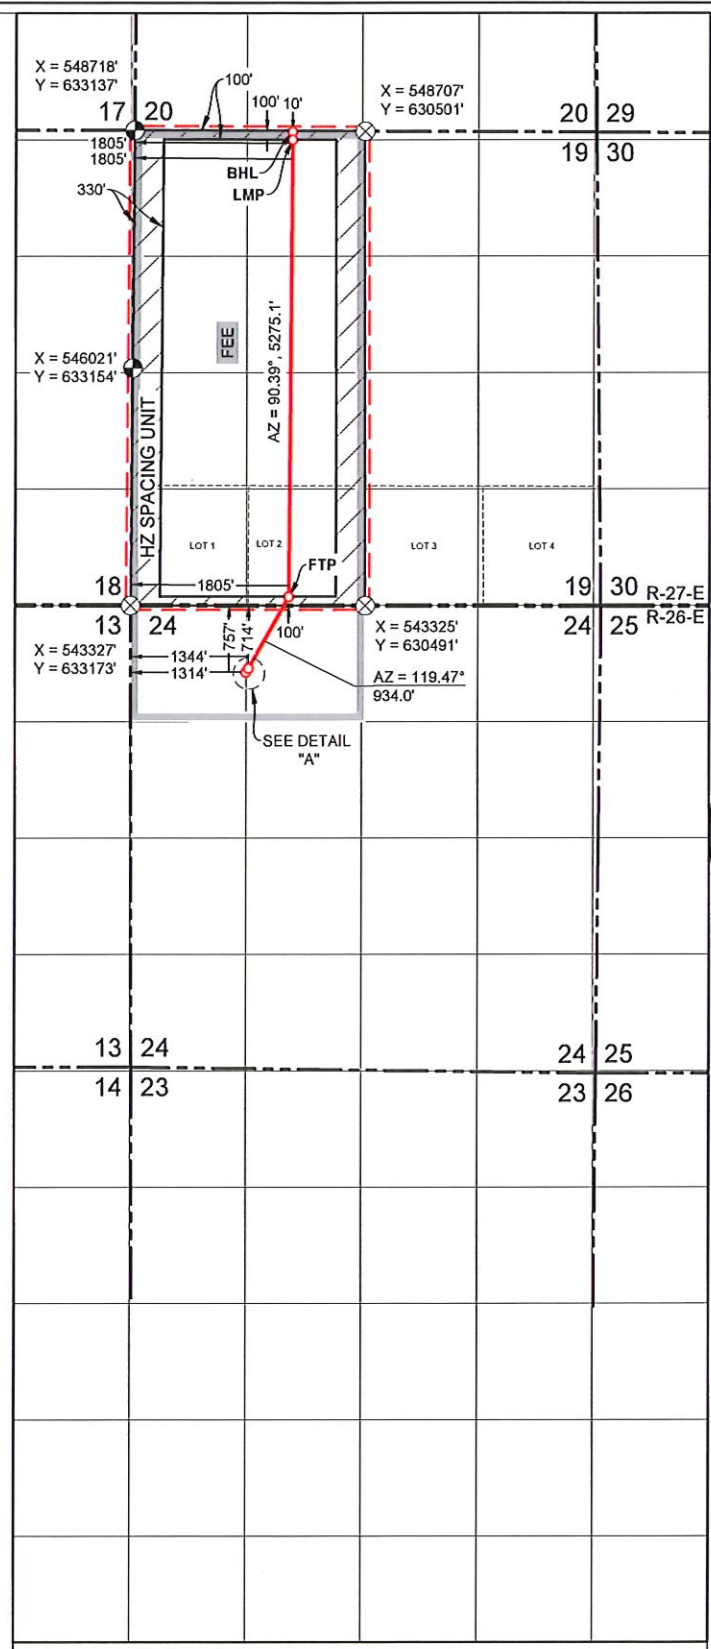 X = 548718'
Y = 633137'
100'
100'
10'
X = 548707'
Y = 630501'
17 20
20 29
1805'
1805'
19 30
BHL
LMP
330'
FEE
AZ = 90.39°, 5275.1'
X = 546021'
Y = 633154'
HZ SPACING UNIT
LOT 1
LOT 2
LOT 3
LOT 4
FTP
18
1805'
19 30
R-27-E
R-26-E
13 24
24 25
100'
757'
714'
X = 543327'
Y = 633173'
1344'
1314'
X = 543325'
Y = 630491'
AZ = 119.47°
934.0'
SEE DETAIL
"A"
13 24
24 25
14 23
23 26